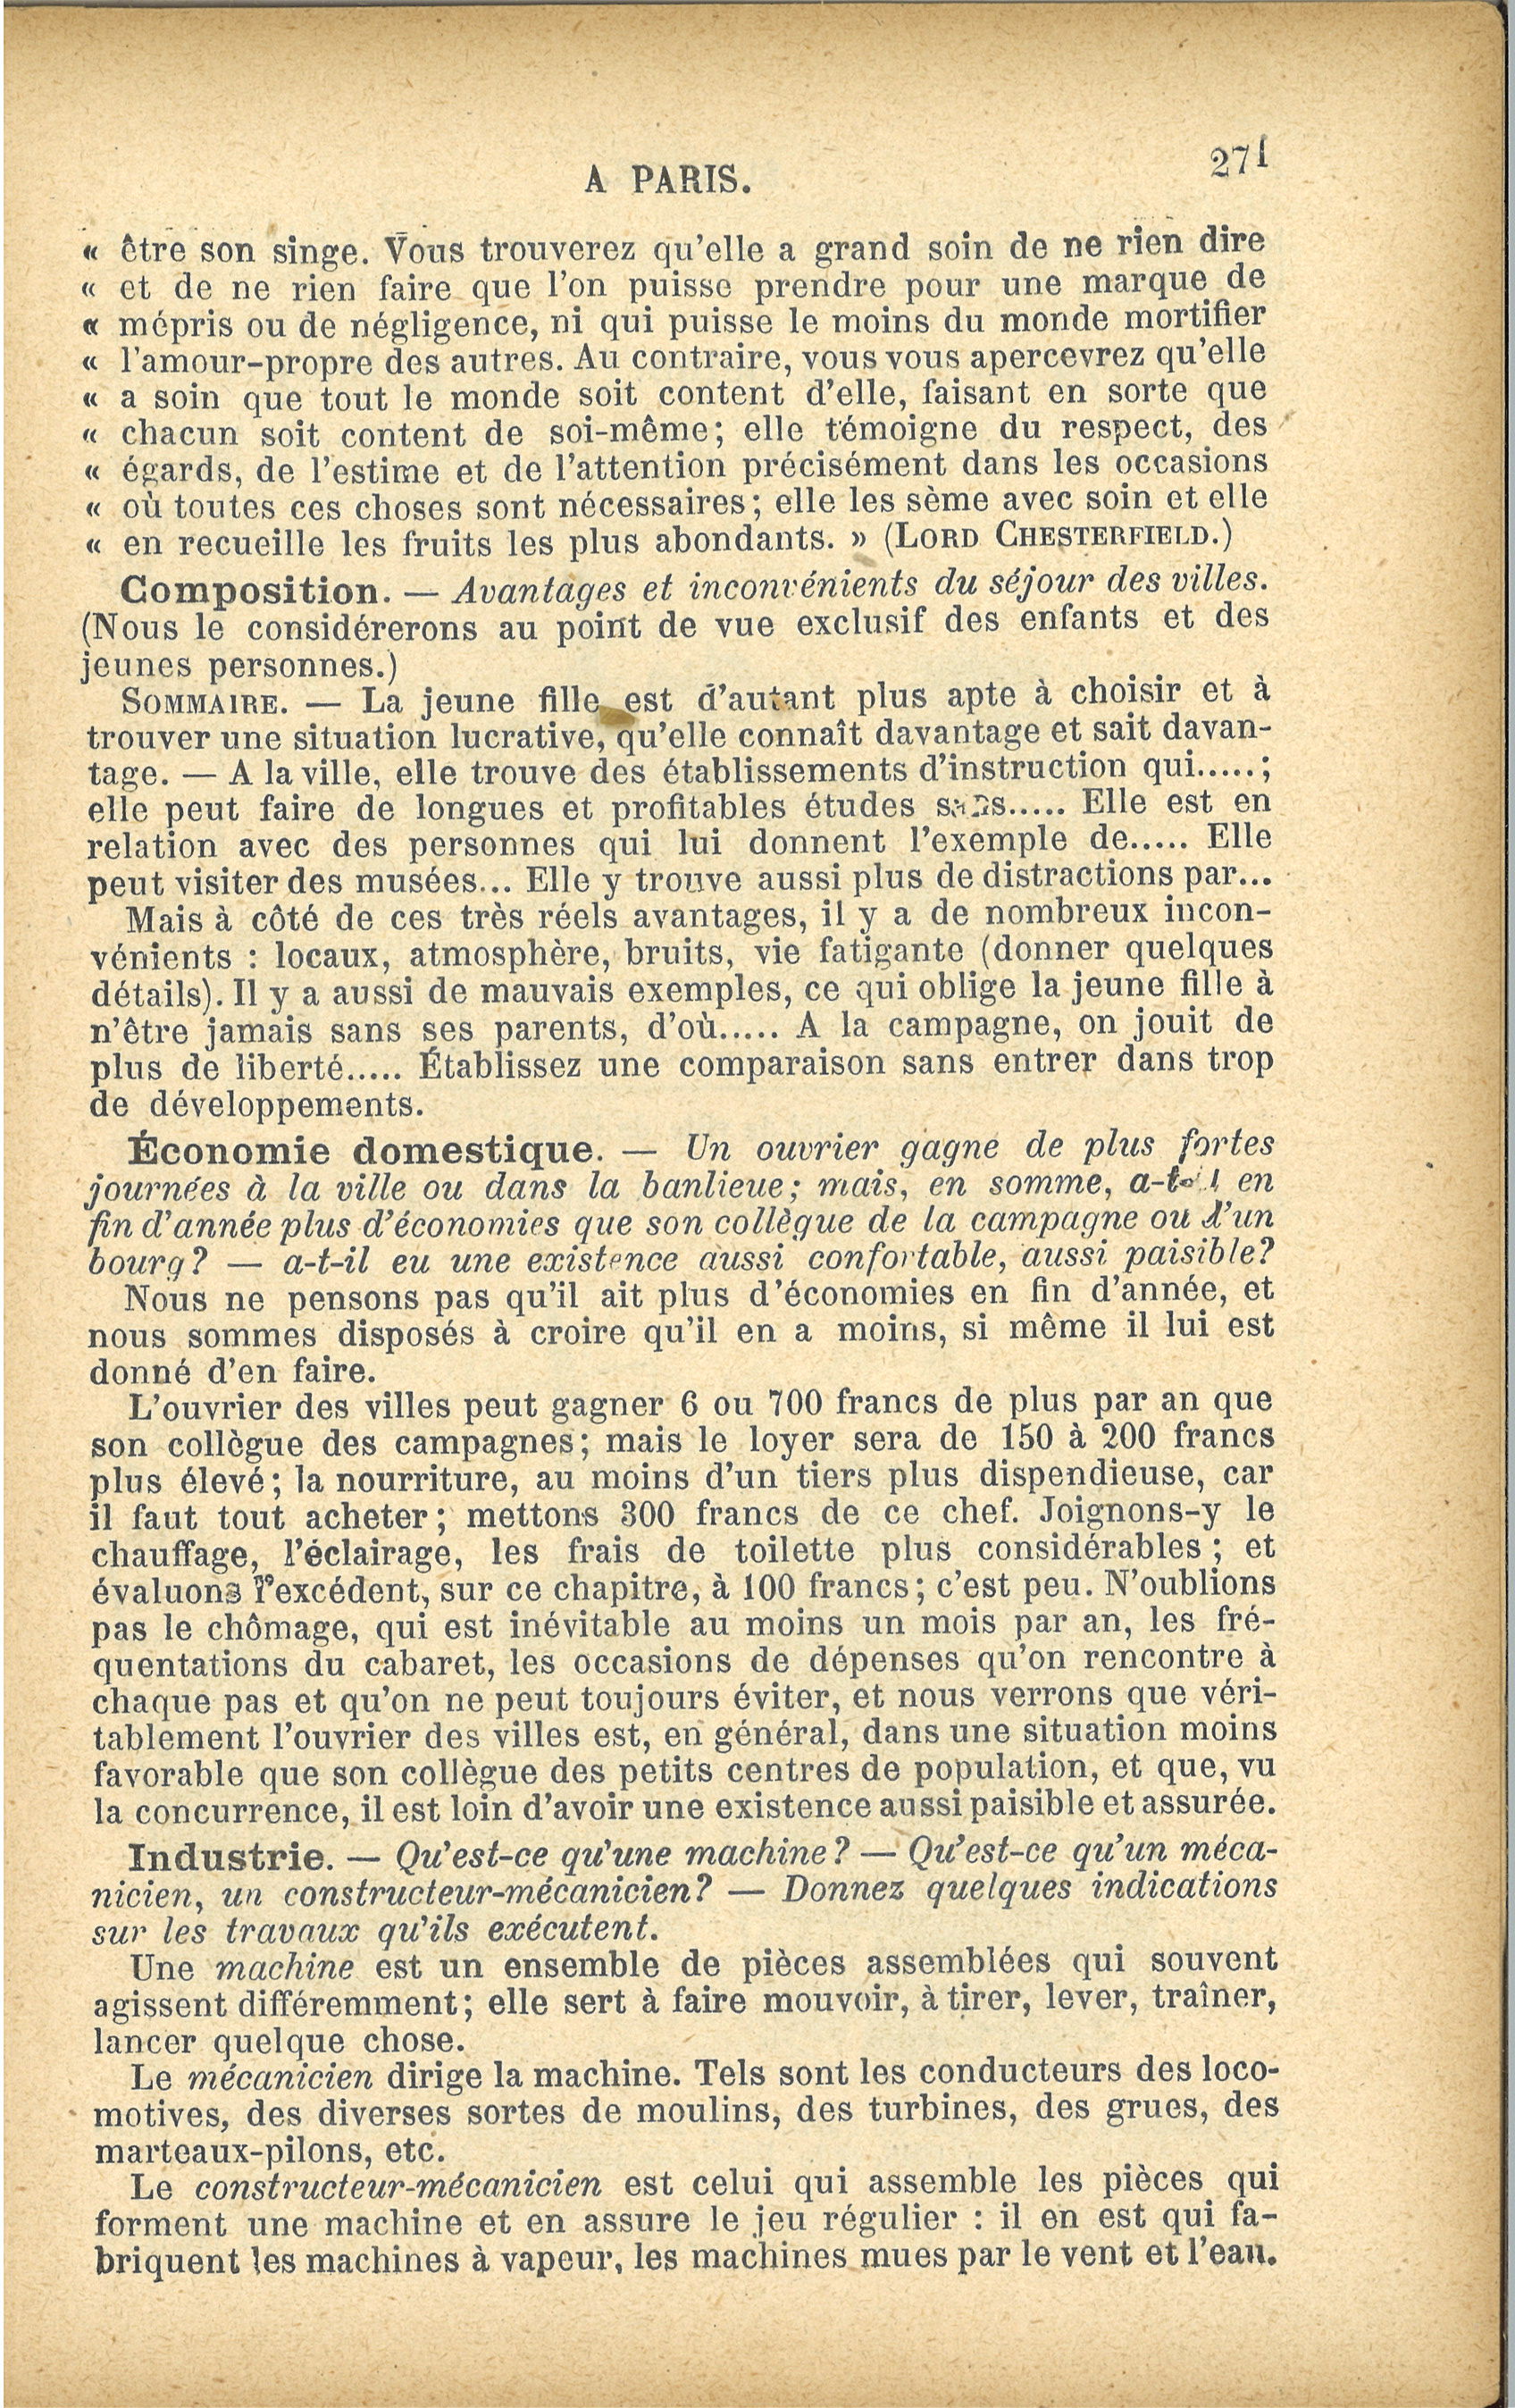 A PARIS.
271
« être son singe. Vous trouverez qu'elle a grand soin de ne rien dire
« et de ne rien faire que l'on puisse prendre pour une marque de
« mépris ou de négligence, ni qui puisse le moins du monde mortifier
« l'amour-propre des autres. Au contraire, vous vous apercevrez qu'elle
« a soin que tout le monde soit content d'elle, faisant en sorte que
« chacun soit content de soi-même; elle témoigne du respect, des
« égards, de l'estime et de l'attention précisément dans les occasions
« où toutes ces choses sont nécessaires; elle les sème avec soin et elle
« en recueille les fruits les plus abondants. » (LORD CHESTERFIELD.)
Composition. — Avantages et inconvénients du séjour des villes.
(Nous le considérerons au point de vue exclusif des enfants et des
jeunes personnes.)
SOMMAIRE. — La jeune fille est d'autant plus apte à choisir et à
trouver une situation lucrative, qu'elle connaît davantage et sait davan-
tage. — A la ville, elle trouve des établissements d'instruction qui.....;
elle peut faire de longues et profitables études sans..... Elle est en
relation avec des personnes qui lui donnent l'exemple de..... Elle
peut visiter des musées... Elle y trouve aussi plus de distractions par...
Mais à côté de ces très réels avantages, il y a de nombreux incon-
vénients : locaux, atmosphère, bruits, vie fatigante (donner quelques
détails). Il y a aussi de mauvais exemples, ce qui oblige la jeune fille à
n'être jamais sans ses parents, d'où..... A la campagne, on jouit de
plus de liberté..... Établissez une comparaison sans entrer dans trop
de développements.
Économie domestique. — Un ouvrier gagne de plus fortes
journées à la ville ou dans la banlieue; mais, en somme, a-t-il en
fin d'année plus d'économies que son collègue de la campagne ou d'un
bourg? — a-t-il eu une existence aussi confortable, aussi paisible?
Nous ne pensons pas qu'il ait plus d'économies en fin d'année, et
nous sommes disposés à croire qu'il en a moins, si même il lui est
donné d'en faire.
L'ouvrier des villes peut gagner 6 ou 700 francs de plus par an que
son collègue des campagnes; mais le loyer sera de 150 à 200 francs
plus élevé; la nourriture, au moins d'un tiers plus dispendieuse, car
il faut tout acheter; mettons 300 francs de ce chef. Joignons-y le
chauffage, l'éclairage, les frais de toilette plus considérables; et
évaluons l'excédent, sur ce chapitre, à 100 francs; c'est peu. N'oublions
pas le chômage, qui est inévitable au moins un mois par an, les fré-
quentations du cabaret, les occasions de dépenses qu'on rencontre à
chaque pas et qu'on ne peut toujours éviter, et nous verrons que véri-
tablement l'ouvrier des villes est, en général, dans une situation moins
favorable que son collègue des petits centres de population, et que, vu
la concurrence, il est loin d'avoir une existence aussi paisible et assurée.
Industrie. — Qu'est-ce qu'une machine? — Qu'est-ce qu'un méca-
nicien, un constructeur-mécanicien? — Donnez quelques indications
sur les travaux qu'ils exécutent.
Une machine est un ensemble de pièces assemblées qui souvent
agissent différemment; elle sert à faire mouvoir, à tirer, lever, traîner,
lancer quelque chose.
Le mécanicien dirige la machine. Tels sont les conducteurs des loco-
motives, des diverses sortes de moulins, des turbines, des grues, des
marteaux-pilons, etc.
Le constructeur-mécanicien est celui qui assemble les pièces qui
forment une machine et en assure le jeu régulier : il en est qui fa-
briquent les machines à vapeur, les machines mues par le vent et l'eau.